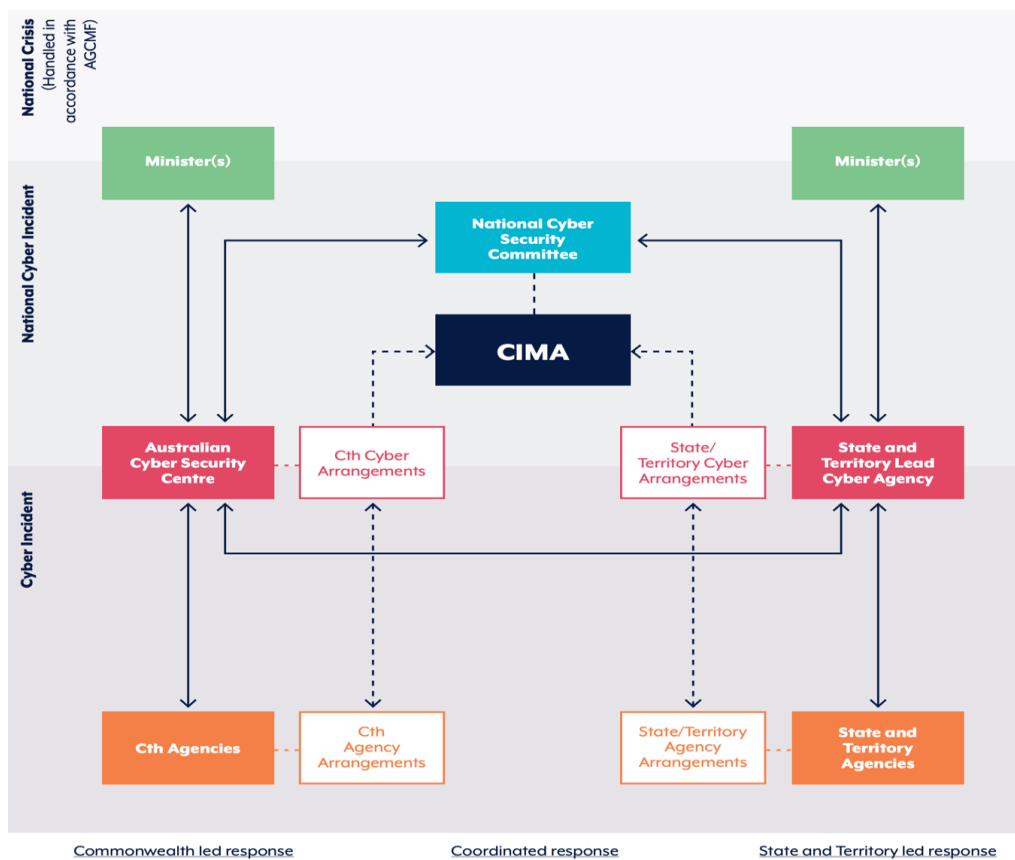 National Crisis
(Handled in
accordance with
AGCMF)
Minister(s)
Minister(s)
National Cyber Incident
National Cyber
Security
Committee
CIMA
Australian
Cyber Security
Centre
Cth Cyber
Arrangements
State/
Territory Cyber
Arrangements
State and
Territory Lead
Cyber Agency
Cyber Incident
Cth Agencies
Cth
Agency
Arrangements
State/Territory
Agency
Arrangements
State and
Territory
Agencies
Commonwealth led response
Coordinated response
State and Territory led response